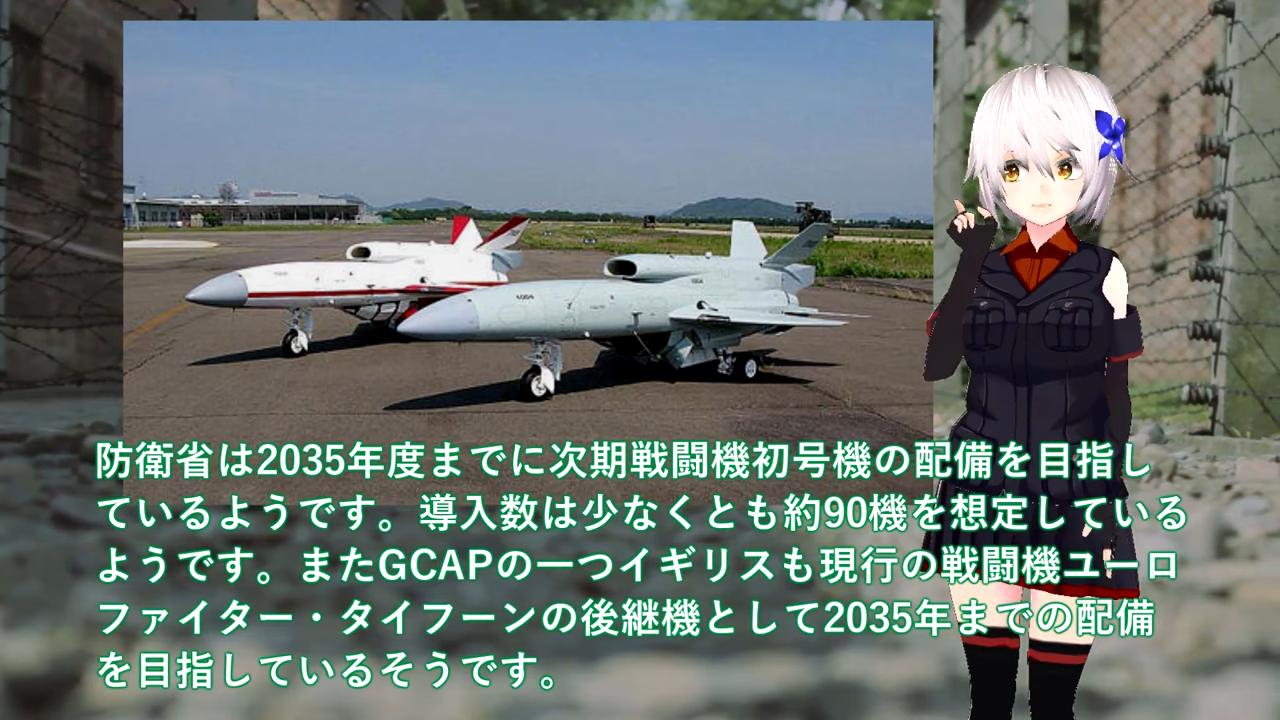 防衛省は2035年度までに次期戦闘機初号機の配備を目指し
ているようです。導入数は少なくとも約90機を想定している
ようです。またGCAPの一つイギリスも現行の戦闘機ユーロ
ファイター・タイフーンの後継機として2035年までの配備
を目指しているそうです。